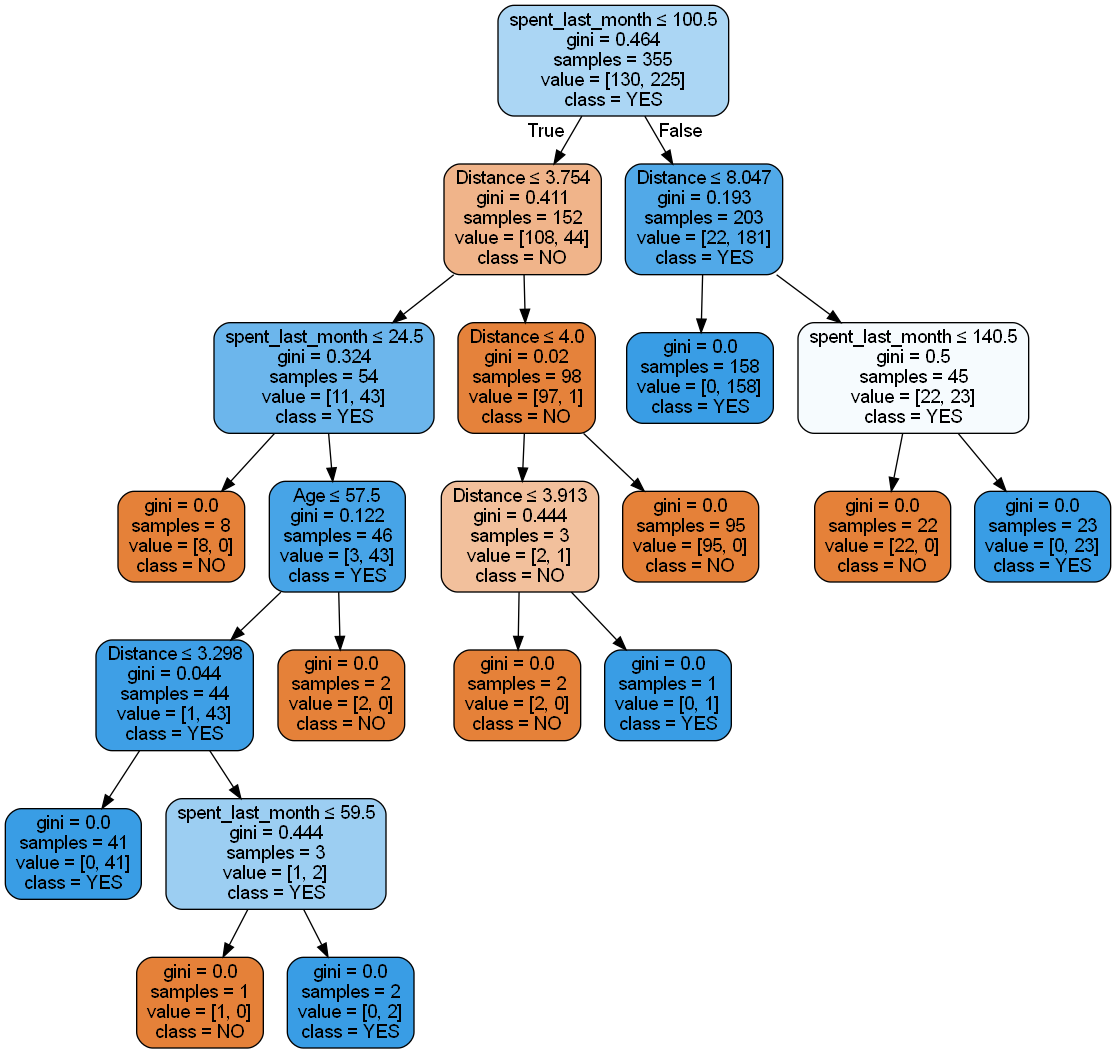 spent_last_month ≤ 100.5
gini = 0.464
samples = 355
value = [130, 225]
class = YES
True
False
Distance ≤ 3.754
gini = 0.411
samples = 152
value = [108, 44]
class = NO
Distance ≤ 8.047
gini = 0.193
samples = 203
value = [22, 181]
class = YES
spent_last_month ≤ 24.5
gini = 0.324
samples = 54
value = [11, 43]
class = YES
Distance ≤ 4.0
gini = 0.02
samples = 98
value = [97, 1]
class = NO
gini = 0.0
samples = 158
value = [0, 158]
class = YES
spent_last_month ≤ 140.5
gini = 0.5
samples = 45
value = [22, 23]
class = YES
gini = 0.0
samples = 8
value = [8, 0]
class = NO
Age ≤ 57.5
gini = 0.122
samples = 46
value = [3, 43]
class = YES
Distance ≤ 3.913
gini = 0.444
samples = 3
value = [2, 1]
class = NO
gini = 0.0
samples = 95
value = [95, 0]
class = NO
gini = 0.0
samples = 22
value = [22, 0]
class = NO
gini = 0.0
samples = 23
value = [0, 23]
class = YES
Distance ≤ 3.298
gini = 0.044
samples = 44
value = [1, 43]
class = YES
gini = 0.0
samples = 2
value = [2, 0]
class = NO
gini = 0.0
samples = 2
value = [2, 0]
class = NO
gini = 0.0
samples = 1
value = [0, 1]
class = YES
gini = 0.0
samples = 41
value = [0, 41]
class = YES
spent_last_month ≤ 59.5
gini = 0.444
samples = 3
value = [1, 2]
class = YES
gini = 0.0
samples = 1
value = [1, 0]
class = NO
gini = 0.0
samples = 2
value = [0, 2]
class = YES